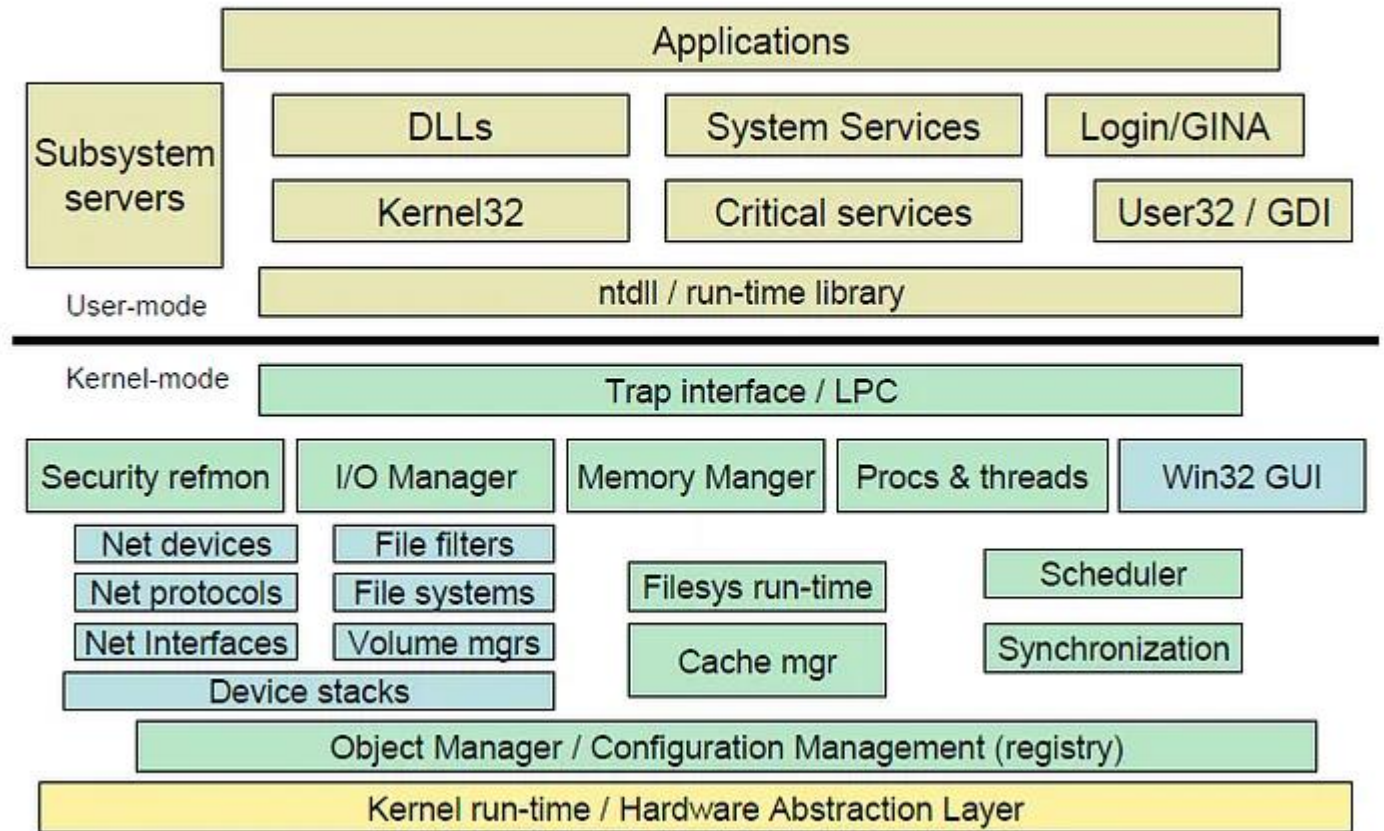 Applications
Subsystem
servers
DLLs
System Services
Login/GINA
Kernel32
Critical services
User32 / GDI
ntdll / run-time library
User-mode
Kernel-mode
Trap interface / LPC
Security refmon
I/O Manager
Memory Manger
Procs & threads
Win32 GUI
Net devices
File filters
Net protocols
File systems
Net Interfaces
Volume mgrs
Device stacks
Filesys run-time
Cache mgr
Scheduler
Synchronization
Object Manager / Configuration Management (registry)
Kernel run-time / Hardware Abstraction Layer